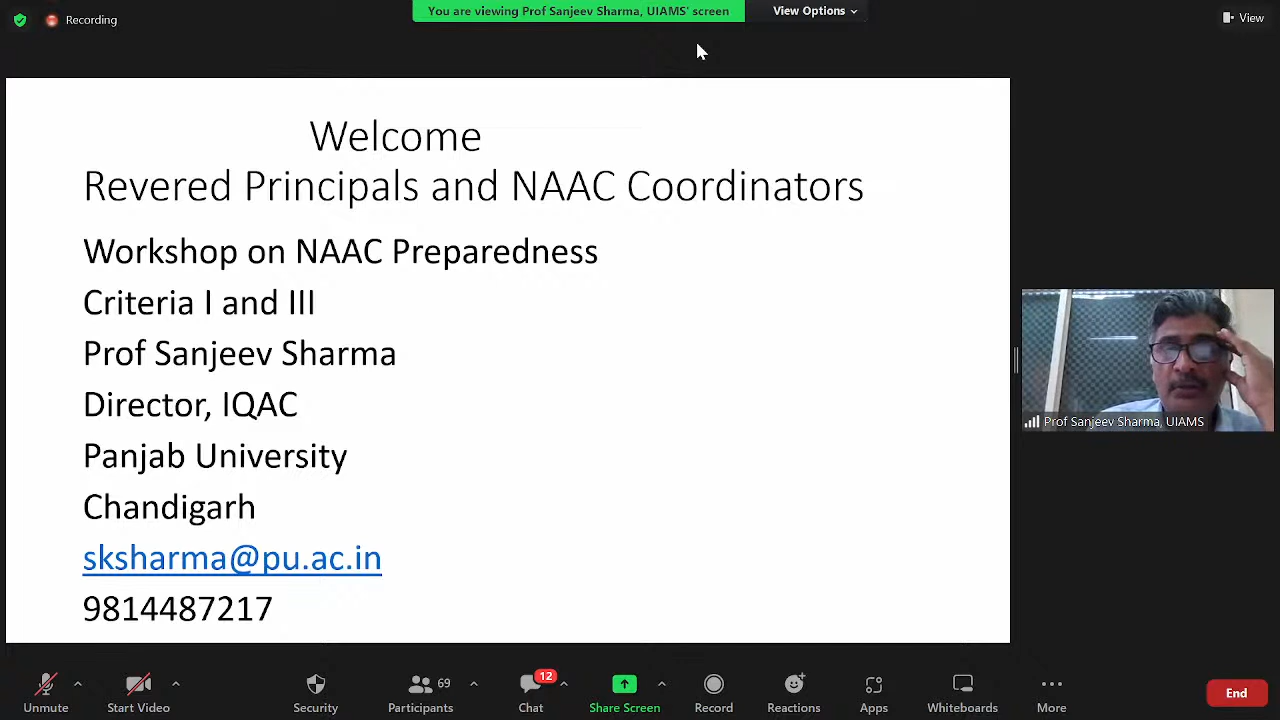 Recording
You are viewing Prof Sanjeev Sharma, UIAMS' screen
View Options
View
Welcome
Revered Principals and NAAC Coordinators
Workshop on NAAC Preparedness
Criteria I and III
Prof Sanjeev Sharma
Director, IQAC
Panjab University
Chandigarh
sksharma@pu.ac.in
9814487217
Prof Sanjeev Sharma, UIAMS
Unmute
Start Video
Security
Participants 69
Chat 12
Share Screen
Record
Reactions
Apps
Whiteboards
More
End